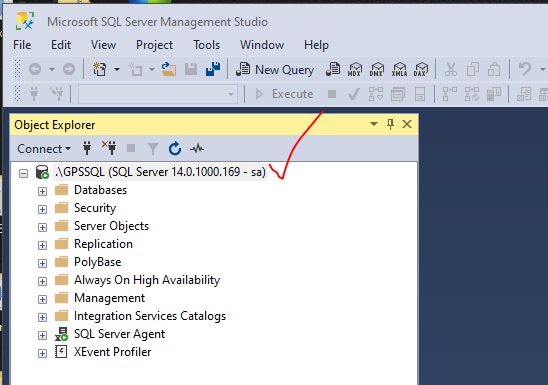 Microsoft SQL Server Management Studio
File Edit View Project Tools Window Help
New Query MDX DMX XMLA DAX
Execute
Object Explorer
Connect
.\GPSSQL (SQL Server 14.0.1000.169 - sa)
Databases
Security
Server Objects
Replication
PolyBase
Always On High Availability
Management
Integration Services Catalogs
SQL Server Agent
XEvent Profiler